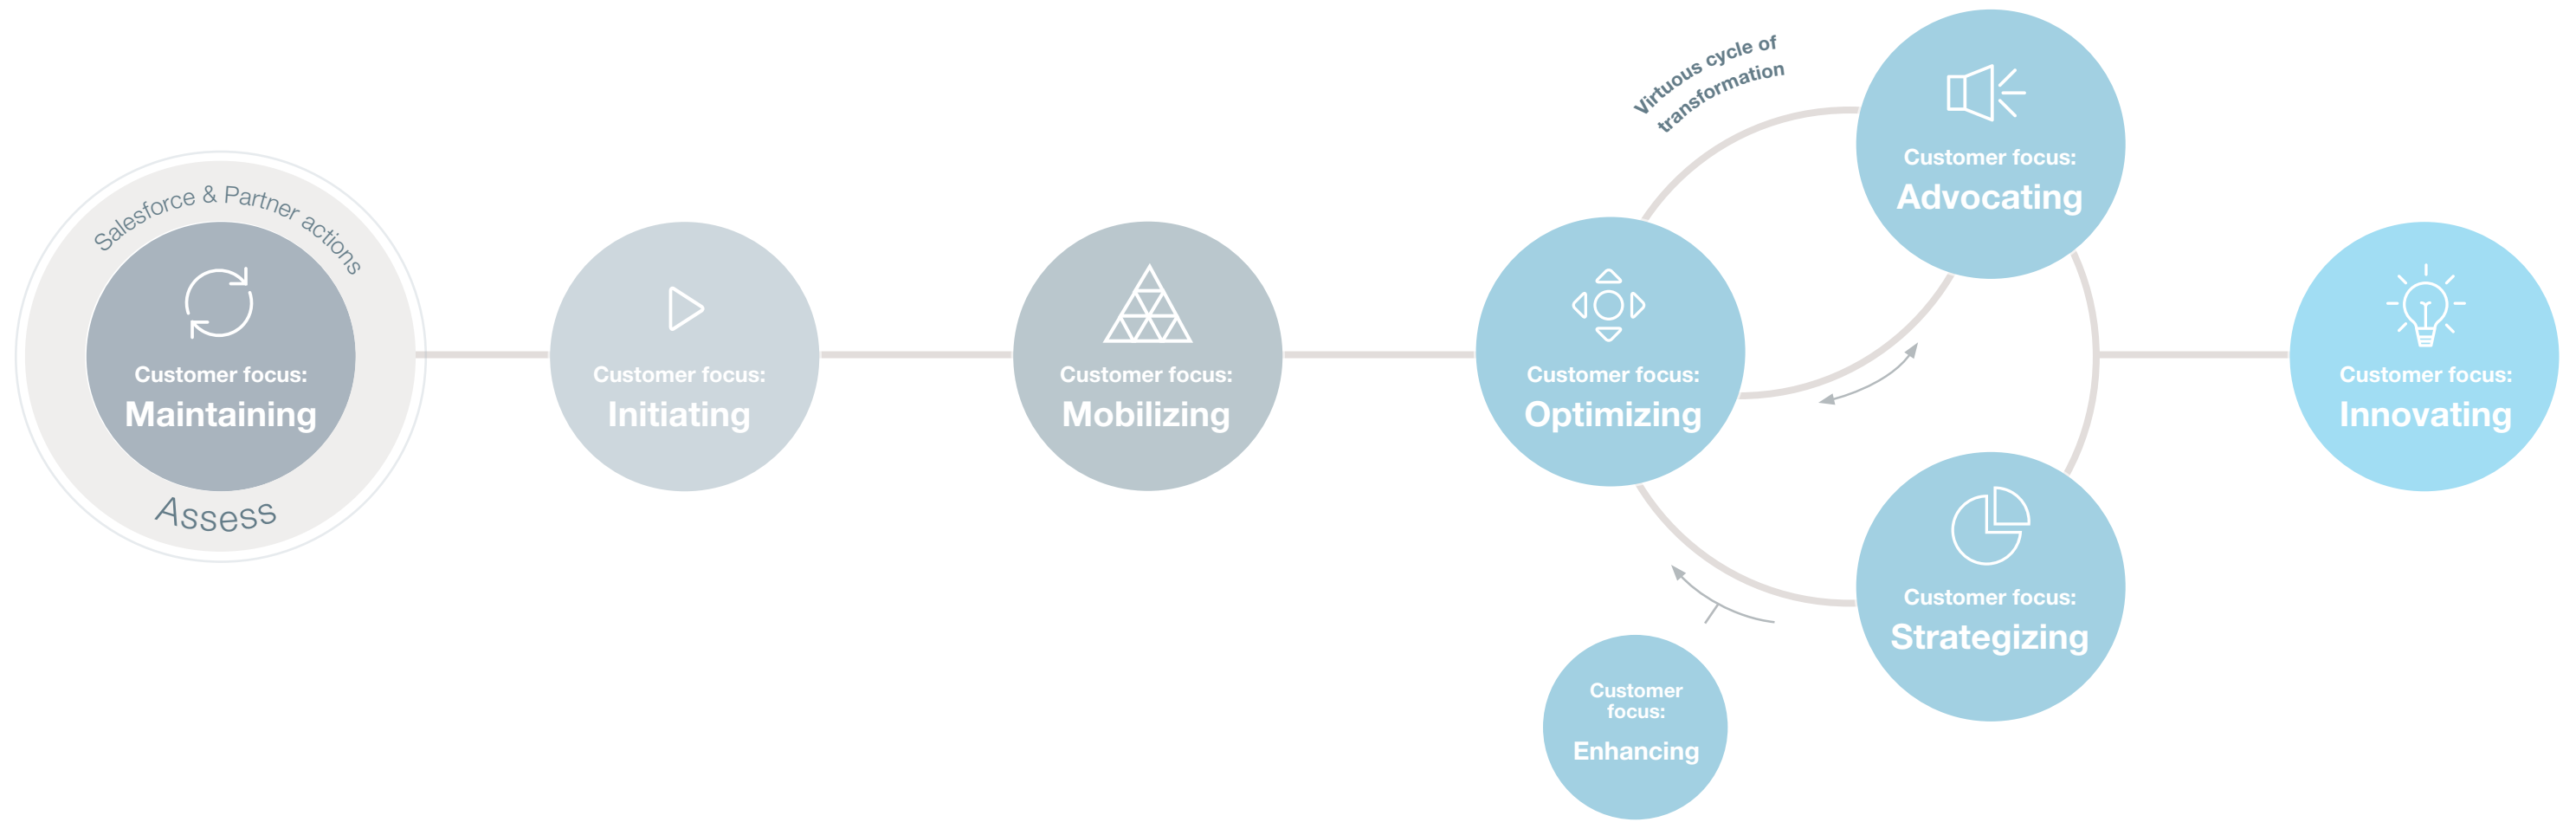 Salesforce & Partner actions
Customer focus:
Maintaining
Assess
Customer focus:
Initiating
Customer focus:
Mobilizing
Customer focus:
Optimizing
Virtuous cycle of
transformation
Customer focus:
Advocating
Customer focus:
Strategizing
Customer
focus:
Enhancing
Customer focus:
Innovating